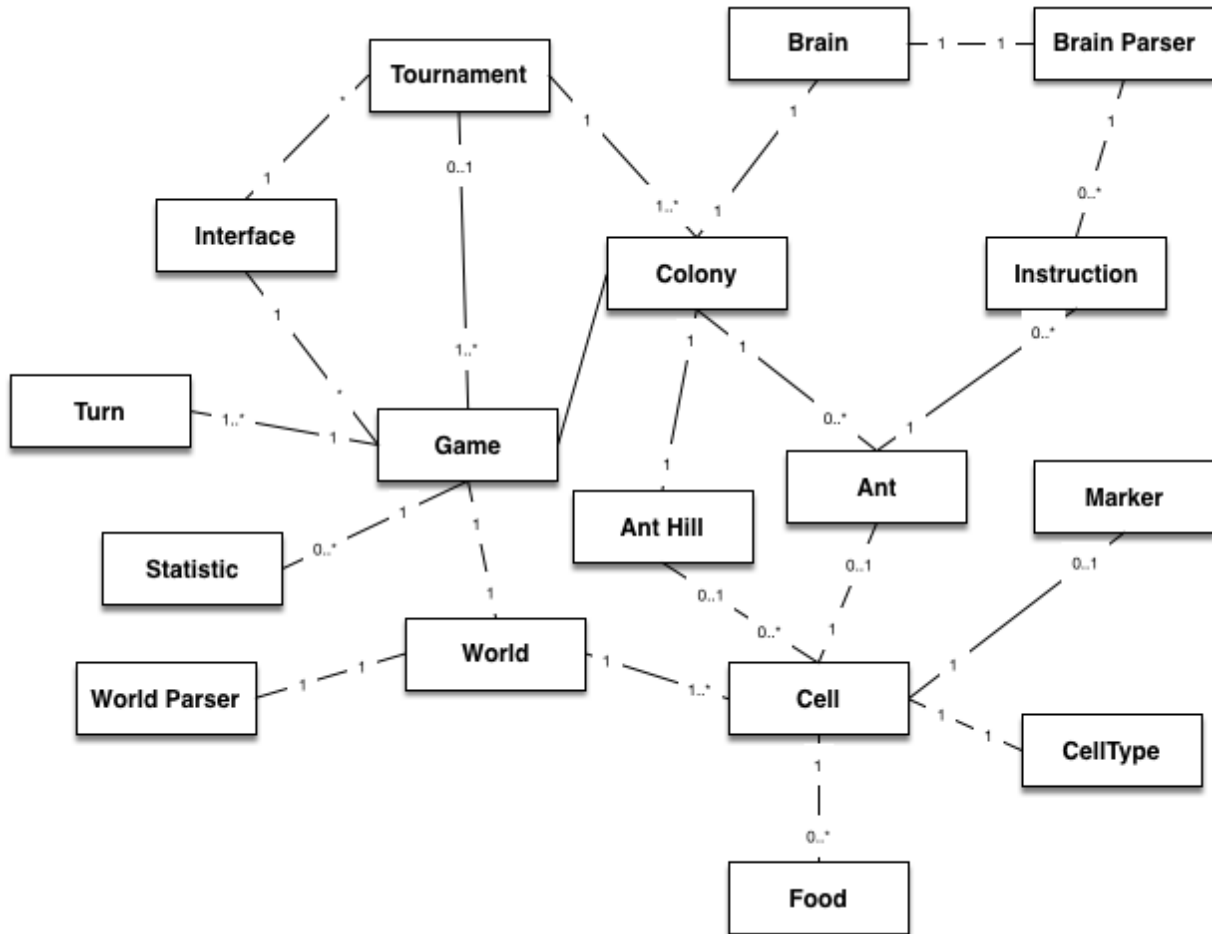 Brain
1
1
Brain Parser
Tournament
*
1
1
1
0..1
1
0..*
1..*
1
Interface
Colony
Instruction
1
1
1
0..*
1..*
*
0..*
Turn
1..*
1
Game
1
1
Ant
Marker
1
Ant Hill
0..*
1
Statistic
0..1
0..1
0..1
1
1
0..*
1
World
1
1
1
World Parser
1
1..*
Cell
1
1
CellType
1
0..*
Food